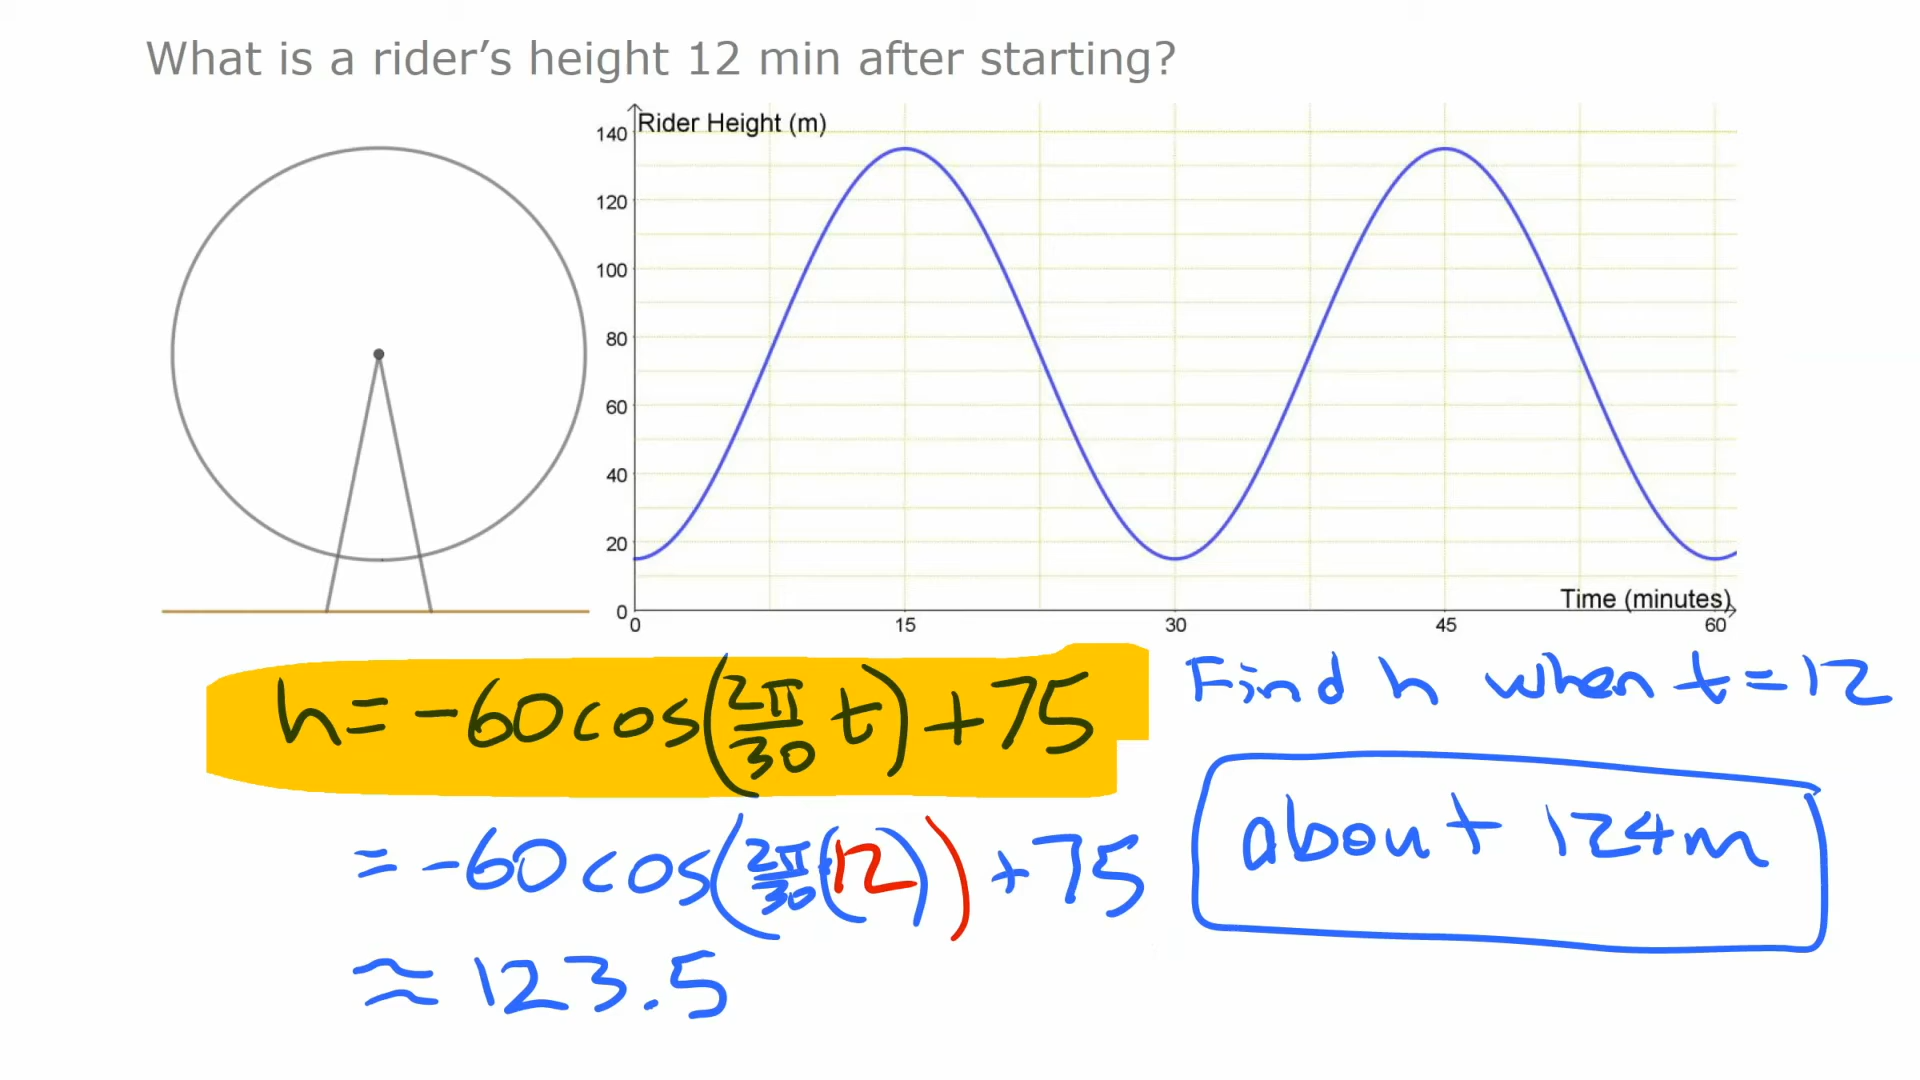 What is a rider’s height 12 min after starting?
Rider Height (m)
140
120
100
80
60
40
20
0
0 15 30 45 60
Time (minutes)
h = -60cos(2π/30 t) + 75
Find h when t = 12
= -60cos(2π/30(12)) + 75
about 124m
≈ 123.5